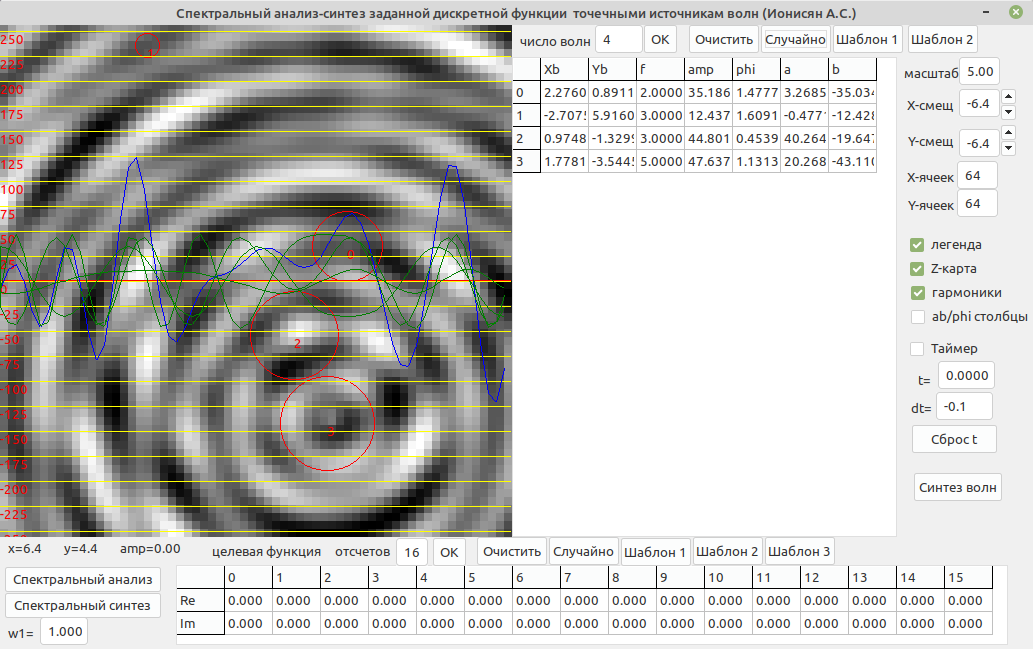 Спектральный анализ-синтез заданной дискретной функции точечными источникам волн (Ионисян А.С.)
число волн 4 OK Очистить Случайно Шаблон 1 Шаблон 2
Xb Yb f amp phi a b
0 2.2760 0.8911 2.0000 35.186 1.4777 3.2685 -35.034
1 -2.7075 5.9160 3.0000 12.437 1.6091 -0.4771 -12.428
2 0.9748 -1.3299 3.0000 44.801 0.4539 40.264 -19.647
3 1.7781 -3.5445 5.0000 47.637 1.1313 20.268 -43.110
масштаб 5.00
X-смещ -6.4
Y-смещ -6.4
X-ячеек 64
Y-ячеек 64
легенда
Z-карта
гармоники
ab/phi столбцы
Таймер
t= 0.0000
dt= -0.1
Сброс t
Синтез волн
250
225
200
175
150
125
100
75
50
25
0
-25
-50
-75
-100
-125
-150
-175
-200
-225
1
0
2
3
x=6.4 y=4.4 amp=0.00
целевая функция отсчетов 16 OK Очистить Случайно Шаблон 1 Шаблон 2 Шаблон 3
Спектральный анализ
Спектральный синтез
w1= 1.000
0 1 2 3 4 5 6 7 8 9 10 11 12 13 14 15
Re 0.000 0.000 0.000 0.000 0.000 0.000 0.000 0.000 0.000 0.000 0.000 0.000 0.000 0.000 0.000 0.000
Im 0.000 0.000 0.000 0.000 0.000 0.000 0.000 0.000 0.000 0.000 0.000 0.000 0.000 0.000 0.000 0.000